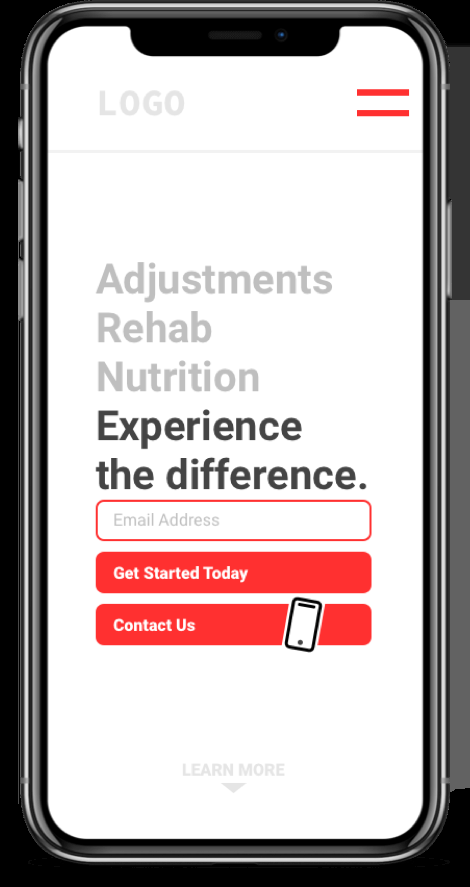 LOGO
Adjustments
Rehab
Nutrition
Experience
the difference.
Email Address
Get Started Today
Contact Us
LEARN MORE